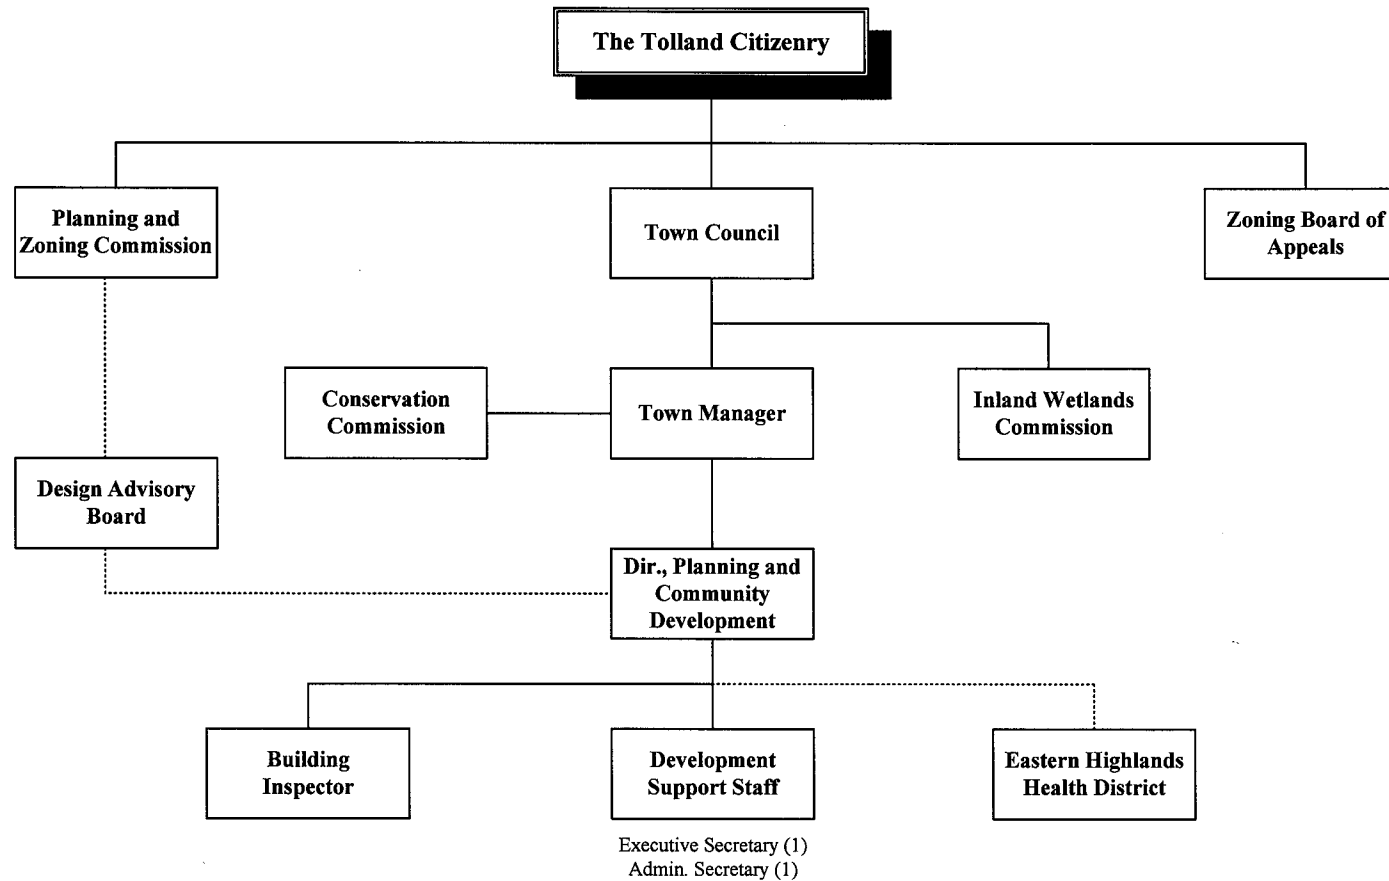 The Tolland Citizenry
Planning and
Zoning Commission
Town Council
Zoning Board of
Appeals
Conservation
Commission
Town Manager
Inland Wetlands
Commission
Design Advisory
Board
Dir., Planning and
Community
Development
Building
Inspector
Development
Support Staff
Eastern Highlands
Health District
Executive Secretary (1)
Admin. Secretary (1)